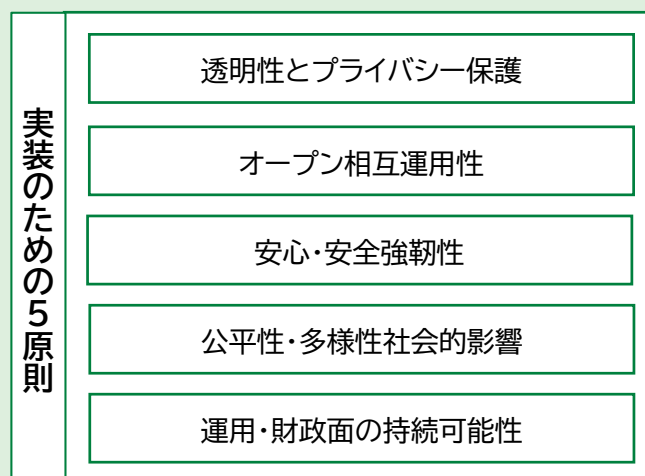 実装のための5原則
透明性とプライバシー保護
オープン相互運用性
安心・安全強靭性
公平性・多様性社会的影響
運用・財政面の持続可能性